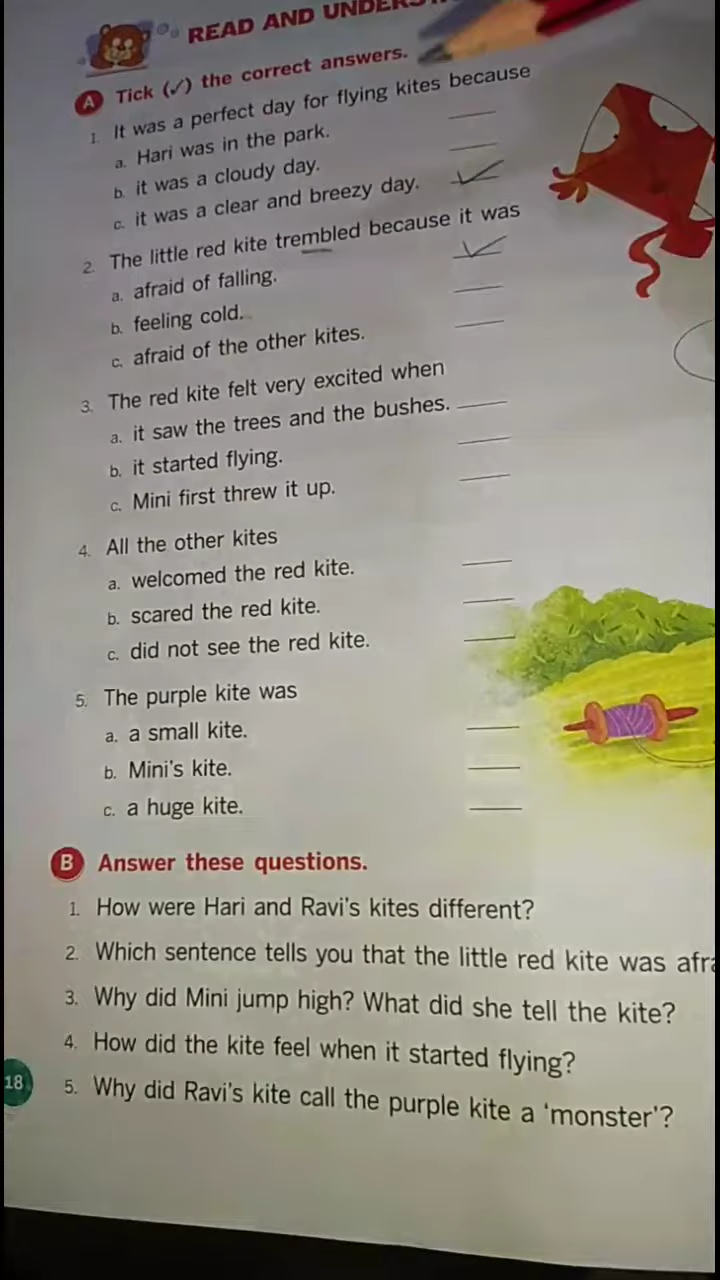 READ AND
A Tick (✓) the correct answers.
1. It was a perfect day for flying kites because
a. Hari was in the park.
b. it was a cloudy day.
c. it was a clear and breezy day. ✓
2. The little red kite trembled because it was
a. afraid of falling. ✓
b. feeling cold.
c. afraid of the other kites.
3. The red kite felt very excited when
a. it saw the trees and the bushes.
b. it started flying.
c. Mini first threw it up.
4. All the other kites
a. welcomed the red kite.
b. scared the red kite.
c. did not see the red kite.
5. The purple kite was
a. a small kite.
b. Mini's kite.
c. a huge kite.
B Answer these questions.
1. How were Hari and Ravi's kites different?
2. Which sentence tells you that the little red kite was
3. Why did Mini jump high? What did she tell the kite?
4. How did the kite feel when it started flying?
18
5. Why did Ravi's kite call the purple kite a 'monster'?